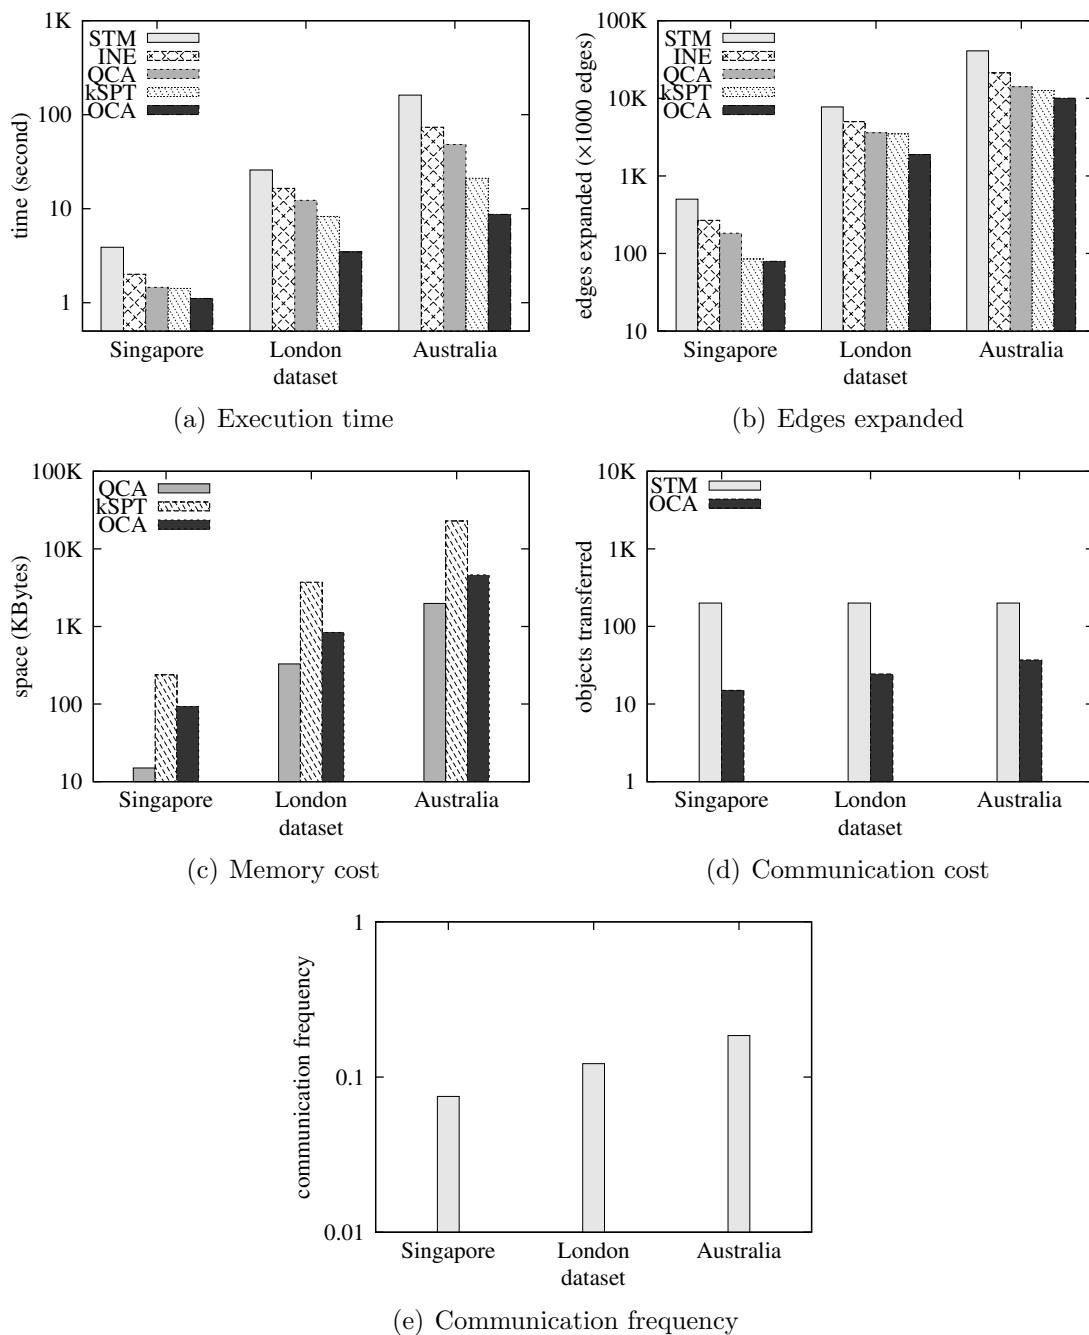 1K
100
10
1
time (second)
STM
INE
QCA
kSPT
OCA
Singapore London Australia
dataset
(a) Execution time
100K
10K
1K
100
10
edges expanded (×1000 edges)
STM
INE
QCA
kSPT
OCA
Singapore London Australia
dataset
(b) Edges expanded
100K
10K
1K
100
10
space (KBytes)
QCA
kSPT
OCA
Singapore London Australia
dataset
(c) Memory cost
10K
1K
100
10
1
objects transferred
STM
OCA
Singapore London Australia
dataset
(d) Communication cost
1
0.1
0.01
communication frequency
Singapore London Australia
dataset
(e) Communication frequency